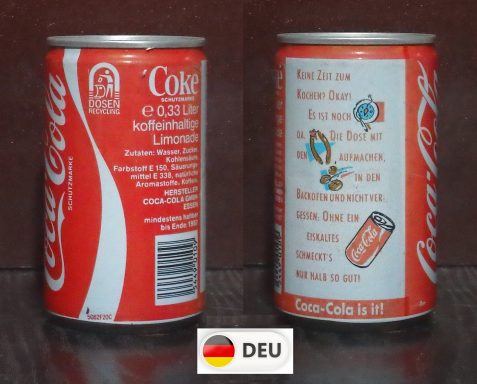 Coca-Cola
SCHUTZMARKE
DOSEN
RECYCLING
Coke
SCHUTZMARKE
e 0,33 Liter
koffeinhaltige
Limonade
Zutaten: Wasser, Zucker,
Kohlensäure,
Farbstoff E 150, Säuerungs-
mittel E 338, natürliche
Aromastoffe, Koffein.
HERSTELLER
COCA-COLA GMBH
ESSEN
mindestens haltbar
bis Ende
KEINE ZEIT ZUM
KOCHEN? OKAY!
ES IST NOCH
DA. DIE DOSE MIT
DEN AUFMACHEN,
IN DEN
BACKOFEN UND NICHT VER-
GESSEN: OHNE EIN
EISKALTES
Coca-Cola
SCHMECKT'S
NUR HALB SO GUT!
Coca-Cola is it!
Coca-Cola
DEU